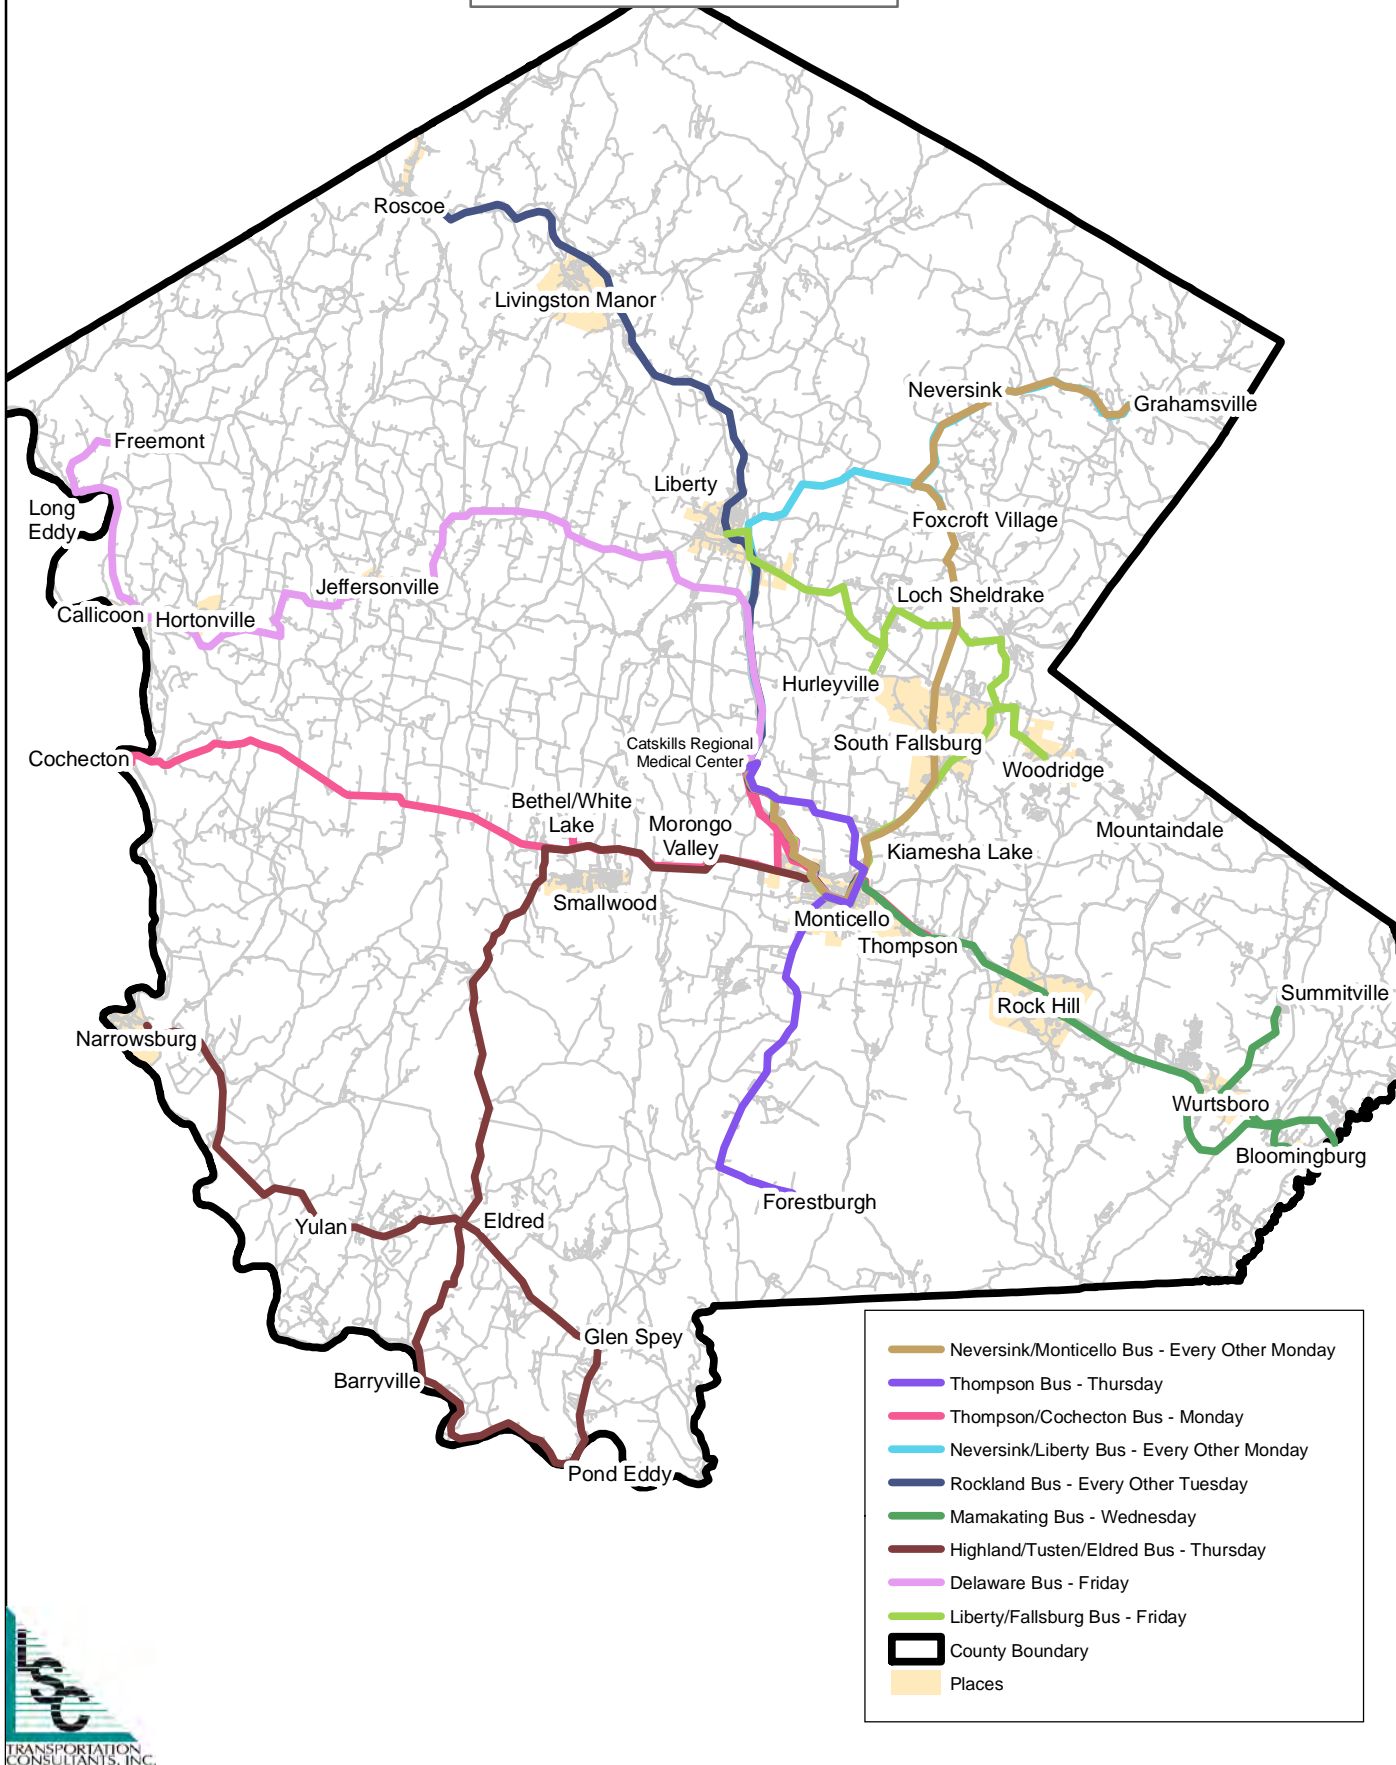 Roscoe
Livingston Manor
Neversink
Grahamsville
Freemont
Liberty
Long
Eddy
Foxcroft Village
Jeffersonville
Loch Sheldrake
Callicoon
Hortonville
Hurleyville
Catskills Regional
Medical Center
South Fallsburg
Cochecton
Woodridge
Bethel/White
Lake
Morongo
Valley
Mountaindale
Kiamesha Lake
Smallwood
Monticello
Thompson
Summitville
Rock Hill
Narrowsburg
Wurtsboro
Bloomingburg
Forestburgh
Yulan
Eldred
Glen Spey
Barryville
Pond Eddy
Neversink/Monticello Bus - Every Other Monday
Thompson Bus - Thursday
Thompson/Cochecton Bus - Monday
Neversink/Liberty Bus - Every Other Monday
Rockland Bus - Every Other Tuesday
Mamakating Bus - Wednesday
Highland/Tusten/Eldred Bus - Thursday
Delaware Bus - Friday
Liberty/Fallsburg Bus - Friday
County Boundary
Places
LSC
TRANSPORTATION
CONSULTANTS, INC.